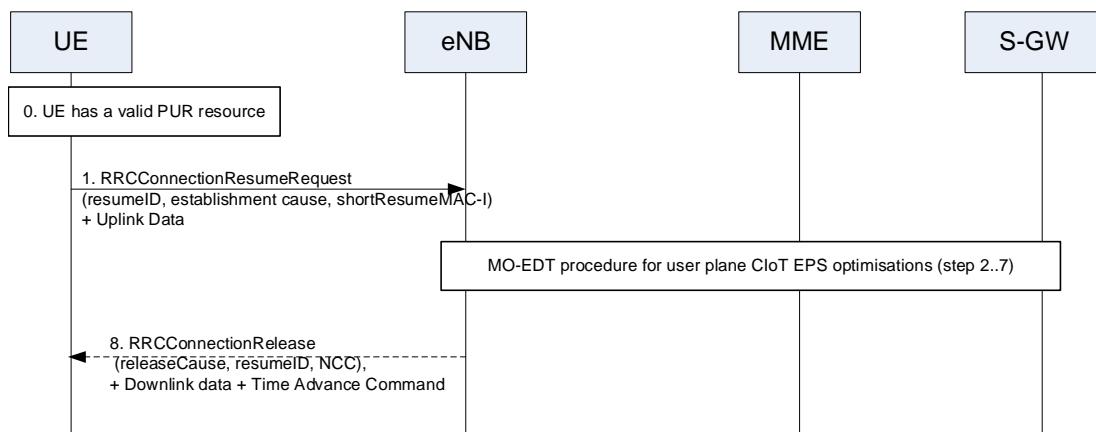 UE
eNB
MME
S-GW
0. UE has a valid PUR resource
1. RRCConnectionResumeRequest
(resumeID, establishment cause, shortResumeMAC-I)
+ Uplink Data
MO-EDT procedure for user plane CIoT EPS optimisations (step 2..7)
8. RRCConnectionRelease
(releaseCause, resumeID, NCC),
+ Downlink data + Time Advance Command